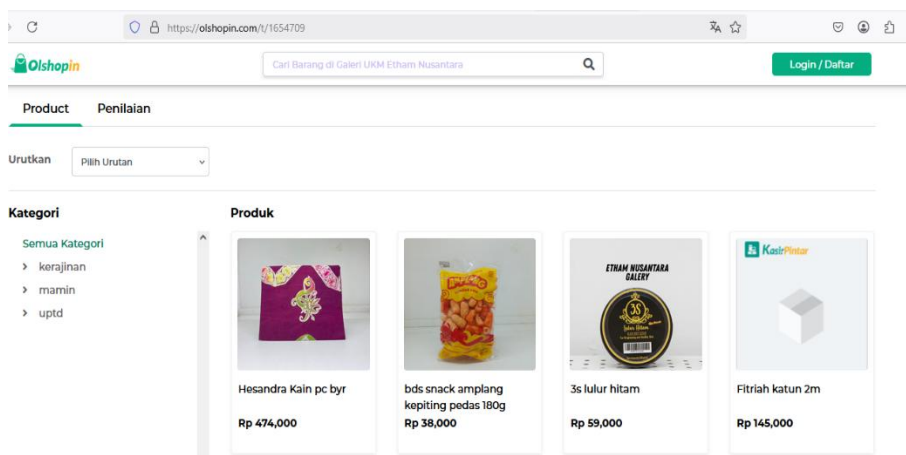 https://olshopin.com/t/1654709
Olshopin
Cari Barang di Galeri UKM Etham Nusantara
Login / Daftar
Product
Penilaian
Urutkan
Pilih Urutan
Kategori
Semua Kategori
kerajinan
mamin
uptd
Produk
Hesandra Kain pc byr
Rp 474,000
bds snack amplang
kepiting pedas 180g
Rp 38,000
ETHAM NUSANTARA
GALERY
3S
3s lulur hitam
Rp 59,000
KasirPintar
Fitriah katun 2m
Rp 145,000